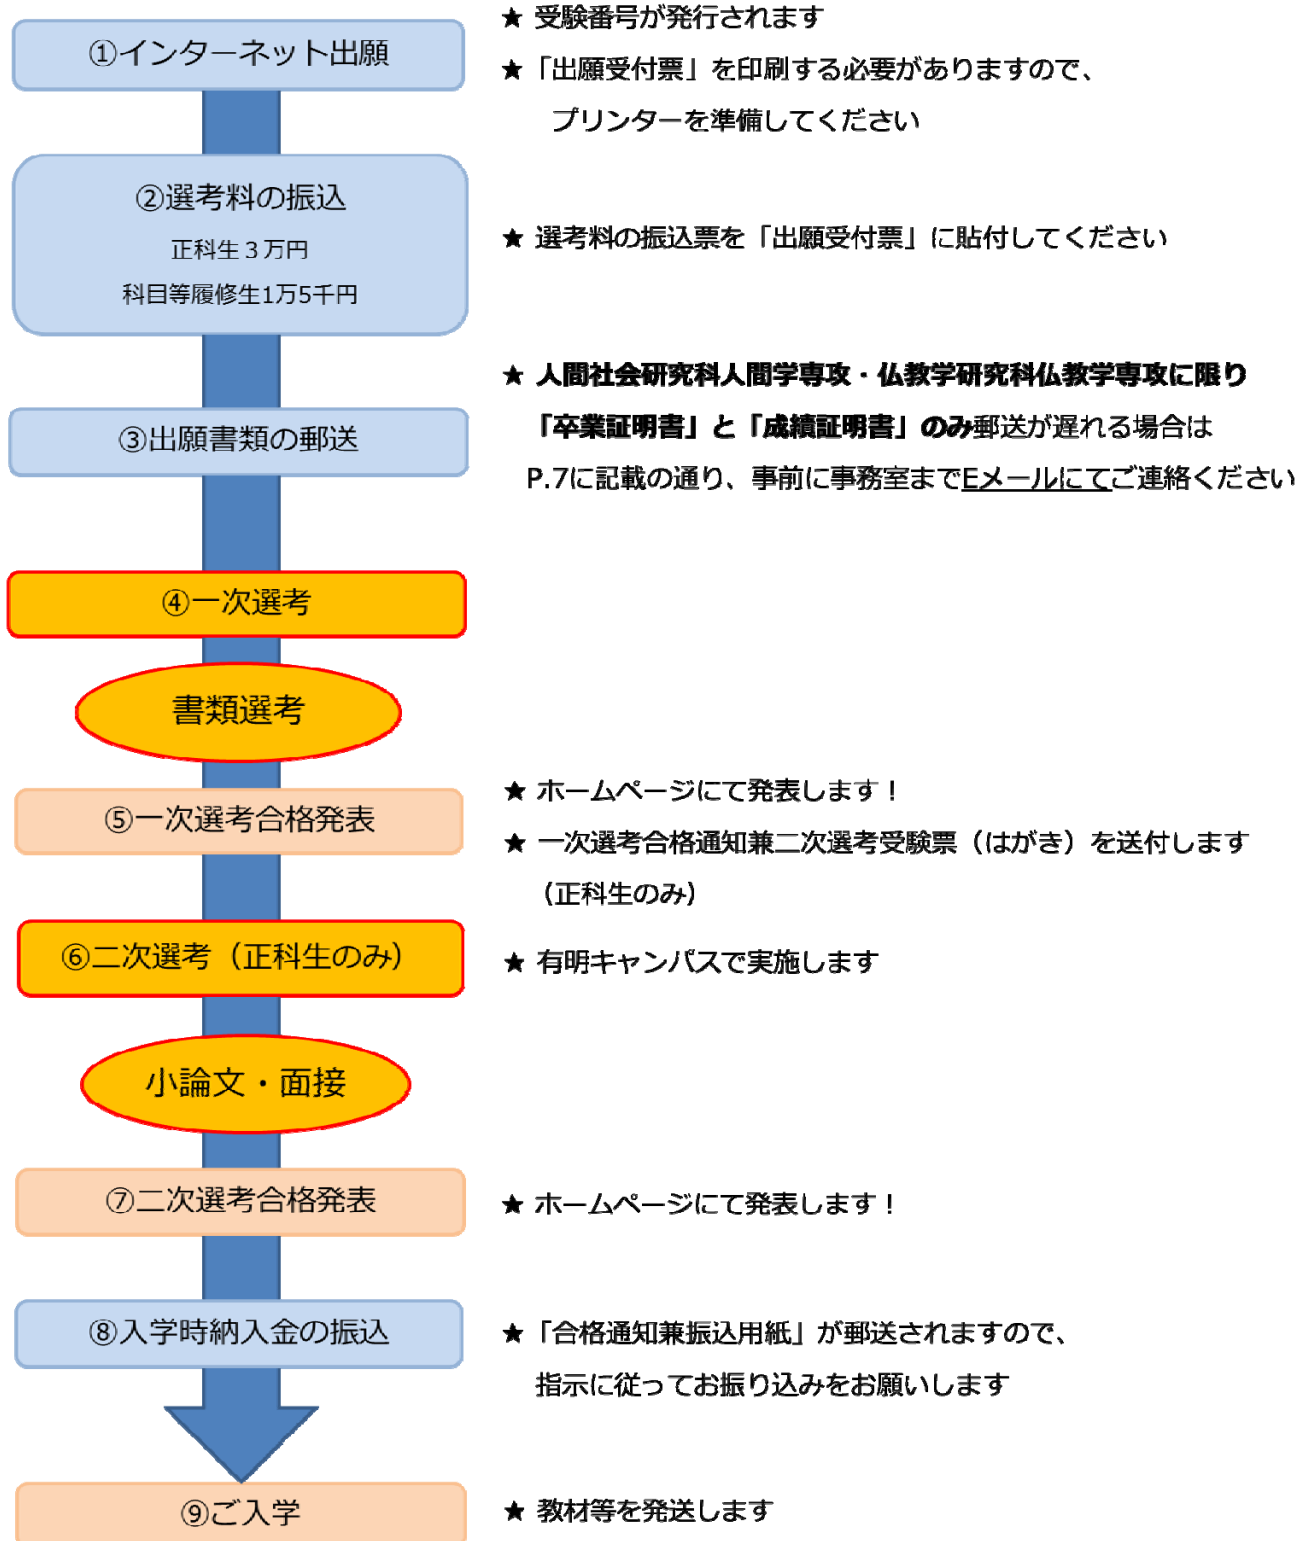 ①インターネット出願
★ 受験番号が発行されます
★「出願受付票」を印刷する必要がありますので、
プリンターを準備してください
②選考料の振込
正科生３万円
科目等履修生1万5千円
★ 選考料の振込票を「出願受付票」に貼付してください
③出願書類の郵送
★ 人間社会研究科人間学専攻・仏教学研究科仏教学専攻に限り
「卒業証明書」と「成績証明書」のみ郵送が遅れる場合は
P.7に記載の通り、事前に事務室までEメールにてご連絡ください
④一次選考
書類選考
⑤一次選考合格発表
★ ホームページにて発表します！
★ 一次選考合格通知兼二次選考受験票（はがき）を送付します
（正科生のみ）
⑥二次選考（正科生のみ）
★ 有明キャンパスで実施します
小論文・面接
⑦二次選考合格発表
★ ホームページにて発表します！
⑧入学時納入金の振込
★「合格通知兼振込用紙」が郵送されますので、
指示に従ってお振り込みをお願いします
⑨ご入学
★ 教材等を発送します